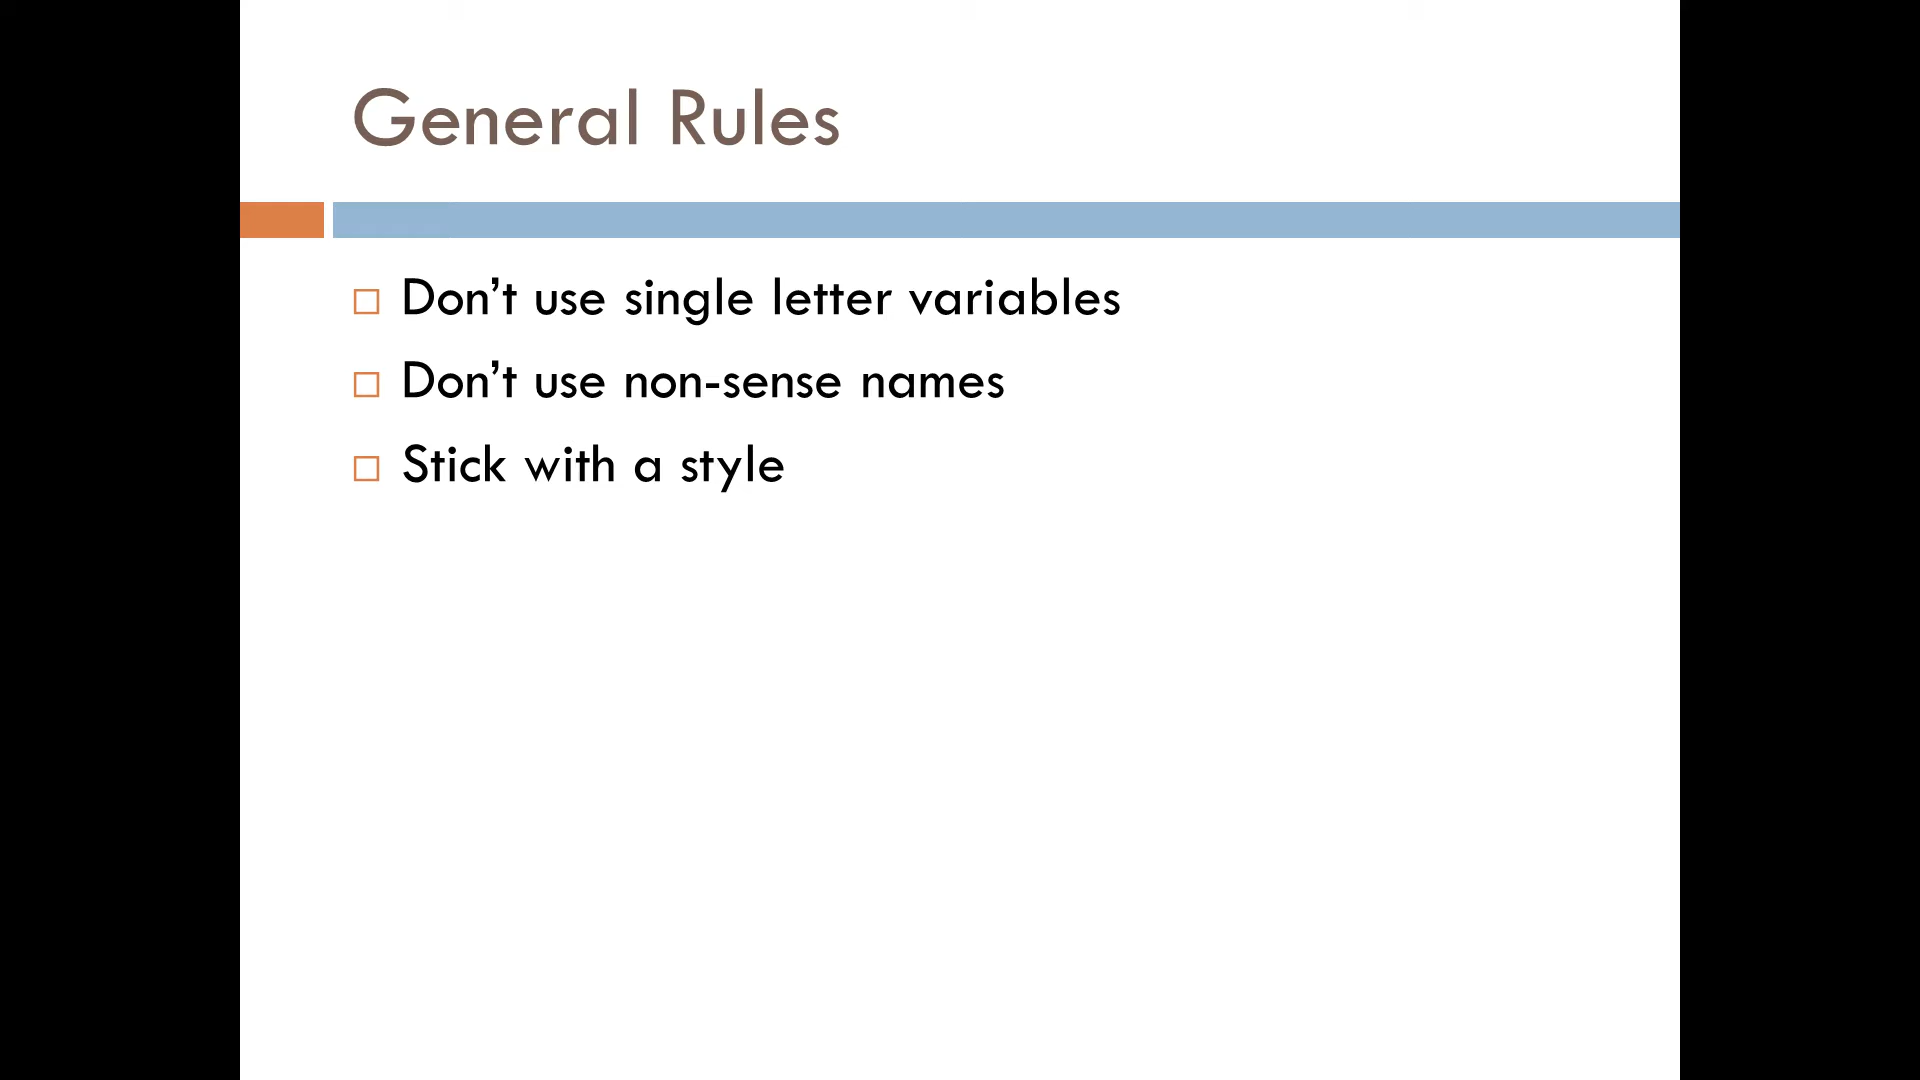 General Rules
Don’t use single letter variables
Don’t use non-sense names
Stick with a style